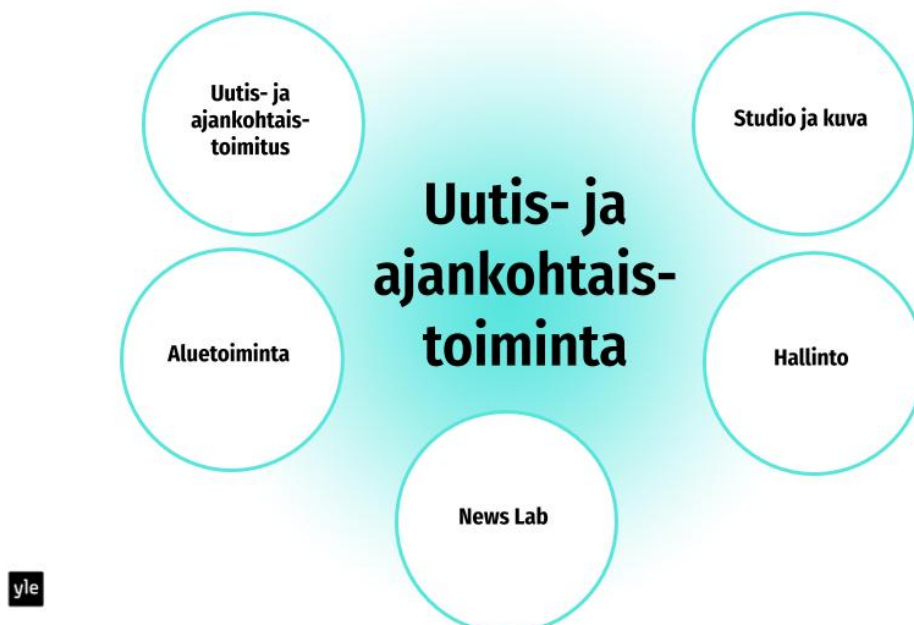 Uutis- ja
ajankohtais-
toimitus
Studio ja kuva
Uutis- ja
ajankohtais-
toiminta
Aluetoiminta
Hallinto
News Lab
yle